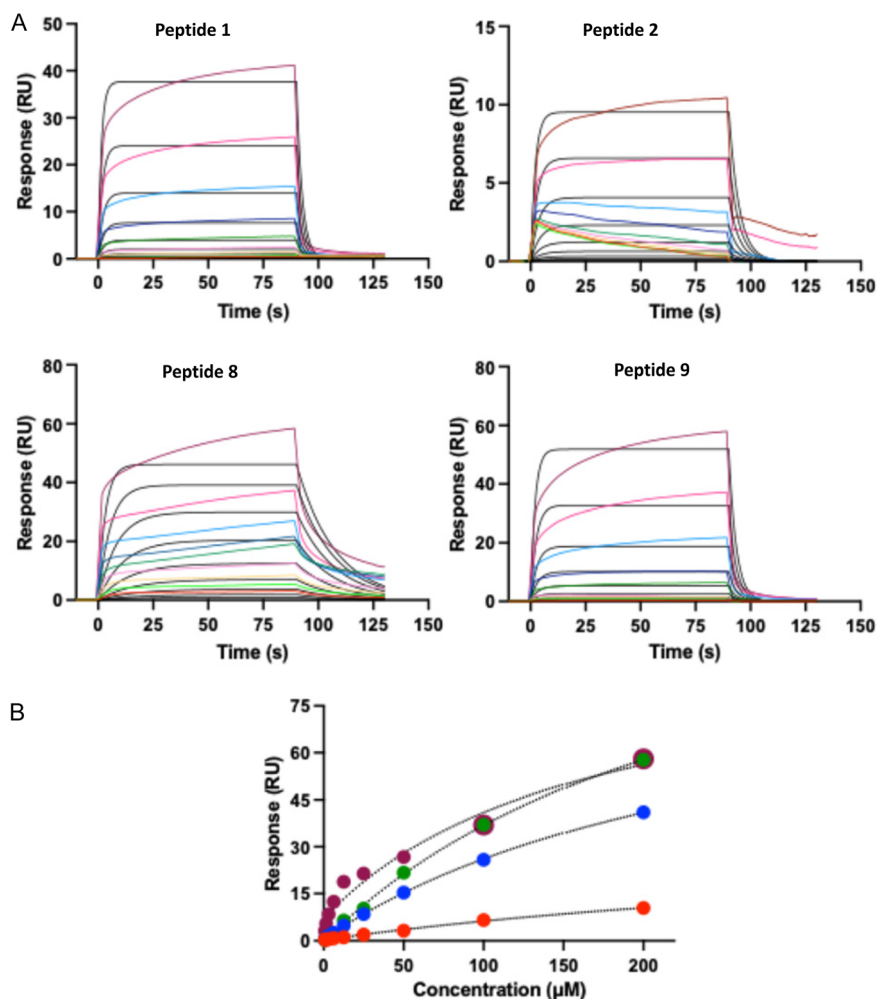 A
Peptide 1
Response (RU)
50
40
30
20
10
0
0 25 50 75 100 125 150
Time (s)
Peptide 2
Response (RU)
15
10
5
0
0 25 50 75 100 125 150
Time (s)
Peptide 8
Response (RU)
80
60
40
20
0
0 25 50 75 100 125 150
Time (s)
Peptide 9
Response (RU)
80
60
40
20
0
0 25 50 75 100 125 150
Time (s)
B
Response (RU)
75
60
45
30
15
0
0 50 100 150 200
Concentration (µM)